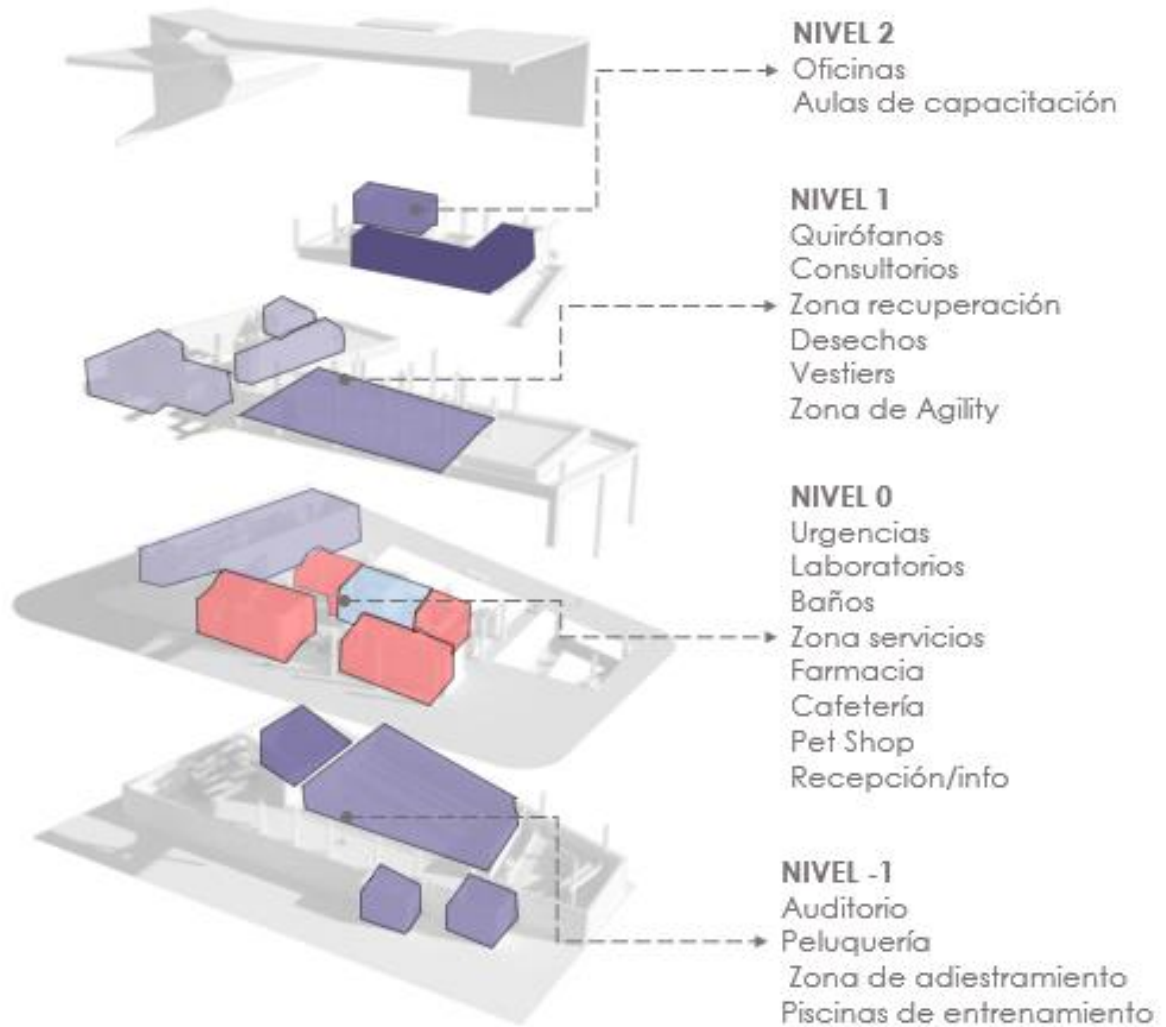 NIVEL 2
Oficinas
Aulas de capacitación
NIVEL 1
Quirófanos
Consultorios
Zona recuperación
Desechos
Vestiers
Zona de Agility
NIVEL 0
Urgencias
Laboratorios
Baños
Zona servicios
Farmacia
Cafetería
Pet Shop
Recepción/info
NIVEL -1
Auditorio
Peluquería
Zona de adiestramiento
Piscinas de entrenamiento